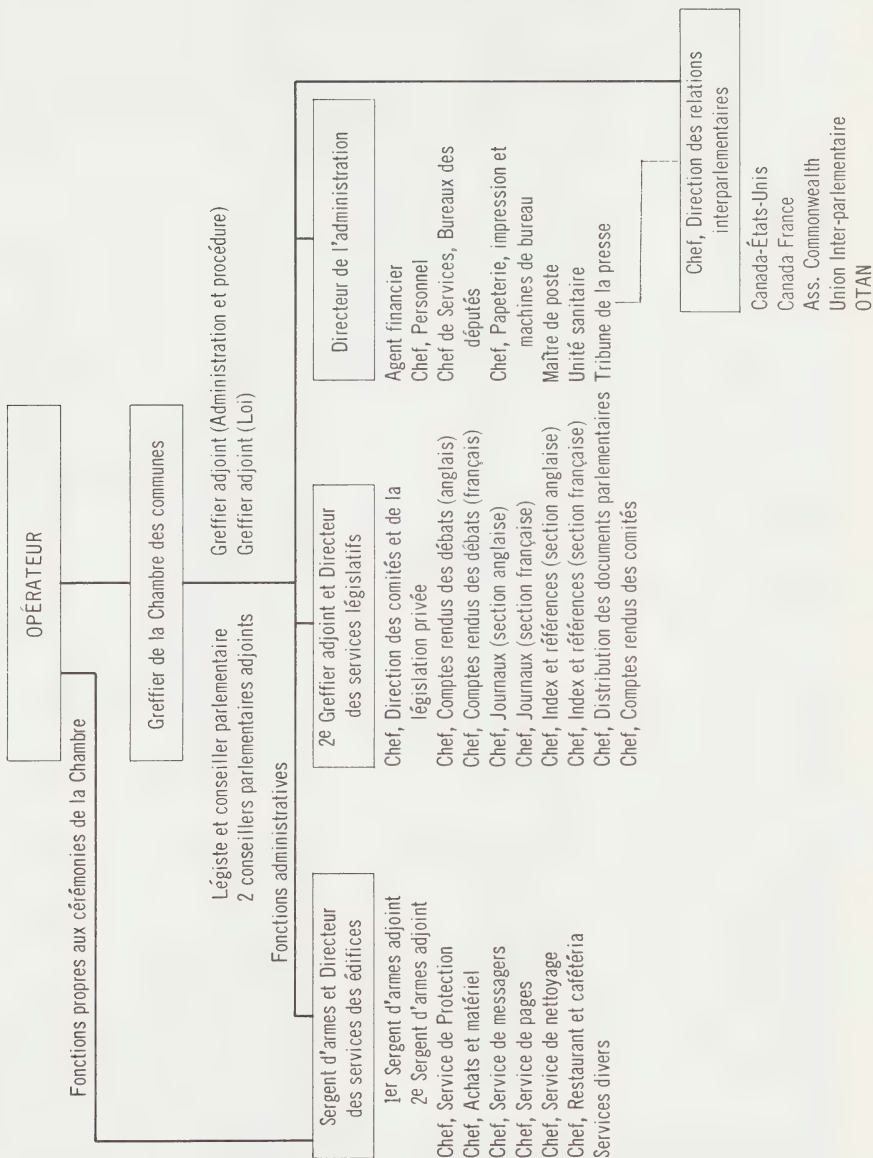 OPÉRATEUR
Fonctions propres aux cérémonies de la Chambre
Greffier de la Chambre des communes
Légiste et conseiller parlementaire
2 conseillers parlementaires adjoints
Greffier adjoint (Administration et procédure)
Greffier adjoint (Loi)
Fonctions administratives
Sergent d'armes et Directeur
des services des édifices
1er Sergent d'armes adjoint
2e Sergent d'armes adjoint
Chef, Service de Protection
Chef, Achats et matériel
Chef, Service de messagers
Chef, Service de pages
Chef, Service de nettoyage
Chef, Restaurant et cafétéria
Services divers
2e Greffier adjoint et Directeur
des services législatifs
Chef, Direction des comités et de la
législation privée
Chef, Comptes rendus des débats (anglais)
Chef, Comptes rendus des débats (français)
Chef, Journaux (section anglaise)
Chef, Journaux (section française)
Chef, Index et références (section anglaise)
Chef, Index et références (section française)
Chef, Distribution des documents parlementaires
Chef, Comptes rendus des comités
Directeur de l'administration
Agent financier
Chef, Personnel
Chef de Services, Bureaux des
députés
Chef, Papeterie, impression et
machines de bureau
Maître de poste
Unité sanitaire
Tribune de la presse
Chef, Direction des relations
interparlementaires
Canada-États-Unis
Canada France
Ass. Commonwealth
Union Inter-parlementaire
OTAN